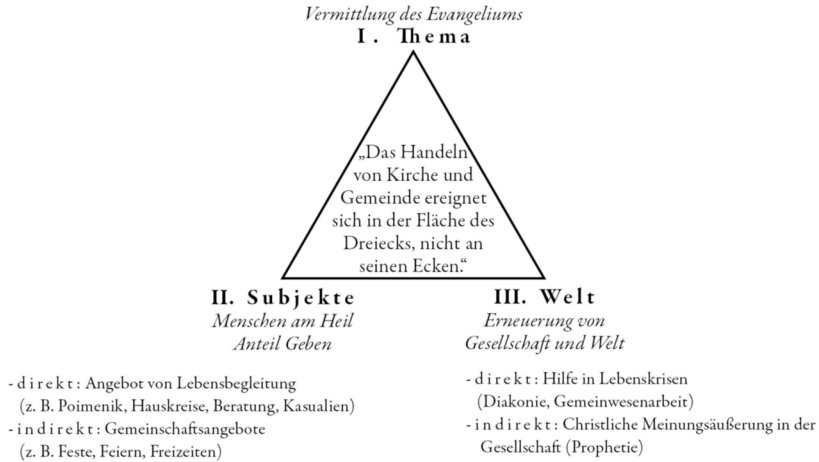 Vermittlung des Evangeliums
I. Thema
„Das Handeln
von Kirche und
Gemeinde ereignet
sich in der Fläche des
Dreiecks, nicht an
seinen Ecken.“
II. Subjekte
Menschen am Heil
Anteil Geben
- direkt: Angebot von Lebensbegleitung
(z. B. Poimenik, Hauskreise, Beratung, Kasualien)
- indirekt: Gemeinschaftsangebote
(z. B. Feste, Feiern, Freizeiten)
III. Welt
Erneuerung von
Gesellschaft und Welt
- direkt: Hilfe in Lebenskrisen
(Diakonie, Gemeinwesenarbeit)
- indirekt: Christliche Meinungsäußerung in der
Gesellschaft (Prophetie)